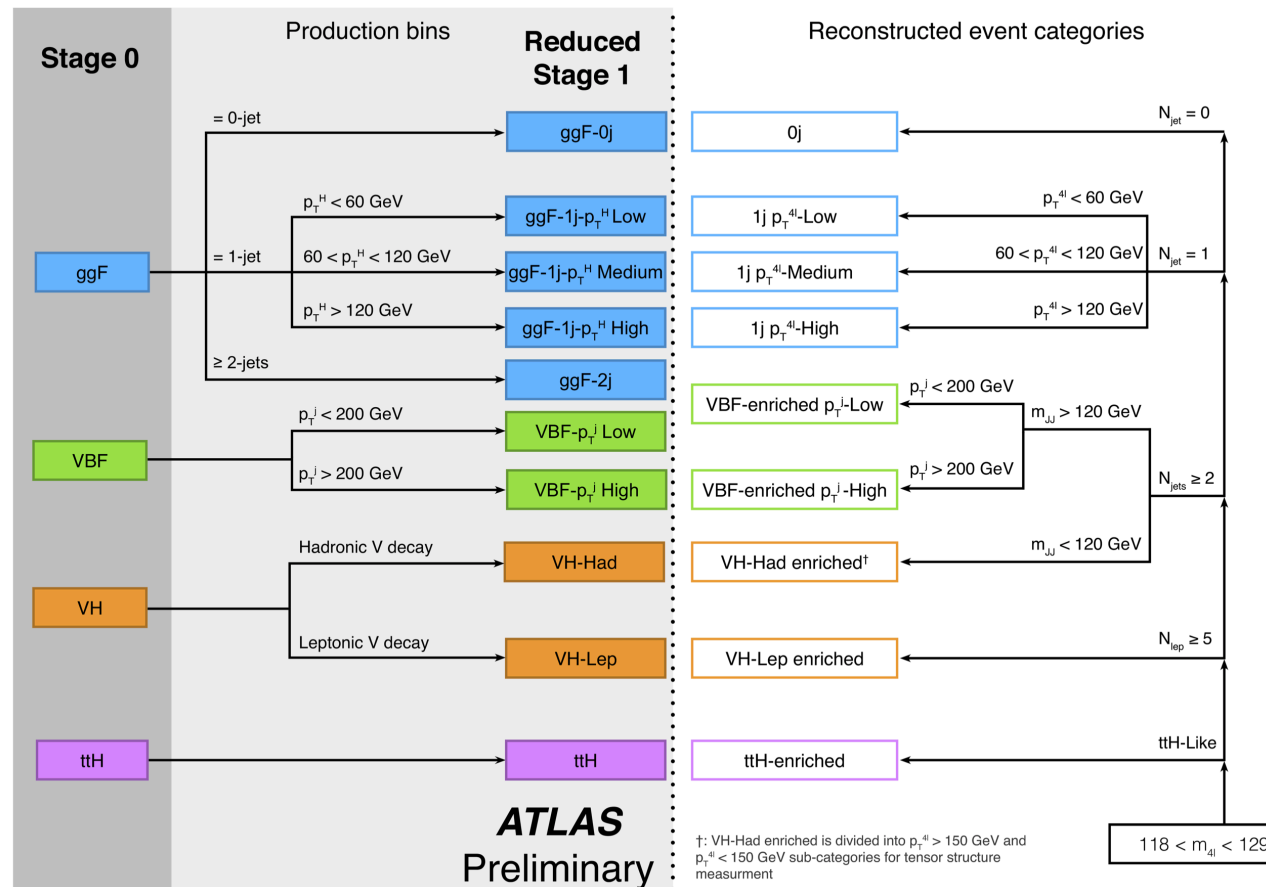 Stage 0
Production bins
Reduced
Stage 1
Reconstructed event categories
= 0-jet
ggF-0j
0j
N_jet = 0
p_T^H < 60 GeV
ggF-1j-p_T^H Low
1j p_T^4l-Low
p_T^4l < 60 GeV
ggF
= 1-jet
60 < p_T^H < 120 GeV
ggF-1j-p_T^H Medium
1j p_T^4l-Medium
60 < p_T^4l < 120 GeV
N_jet = 1
p_T^H > 120 GeV
ggF-1j-p_T^H High
1j p_T^4l-High
p_T^4l > 120 GeV
≥ 2-jets
ggF-2j
VBF-enriched p_T^j-Low
p_T^j < 200 GeV
m_JJ > 120 GeV
p_T^j < 200 GeV
VBF-p_T^j Low
VBF
p_T^j > 200 GeV
VBF-p_T^j High
VBF-enriched p_T^j-High
p_T^j > 200 GeV
N_jets ≥ 2
Hadronic V decay
VH-Had
VH-Had enriched†
m_JJ < 120 GeV
VH
Leptonic V decay
VH-Lep
VH-Lep enriched
N_lep ≥ 5
ttH
ttH
ttH-enriched
ttH-Like
ATLAS
Preliminary
†: VH-Had enriched is divided into p_T^4l > 150 GeV and
p_T^4l < 150 GeV sub-categories for tensor structure
measurment
118 < m_4l < 129